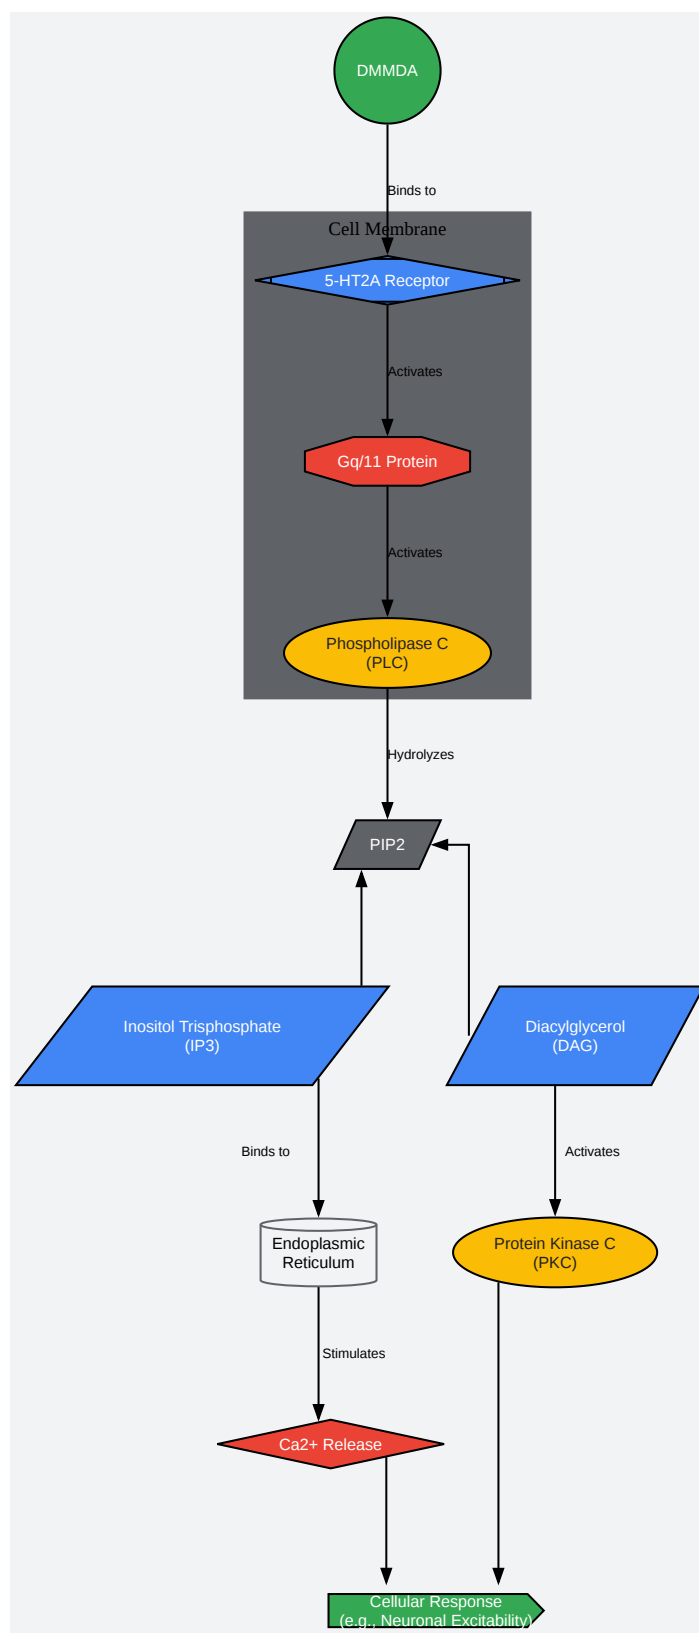 DMMDA
Binds to
Cell Membrane
5-HT2A Receptor
Activates
Gq/11 Protein
Activates
Phospholipase C
(PLC)
Hydrolyzes
PIP2
Inositol Trisphosphate
(IP3)
Diacylglycerol
(DAG)
Binds to
Activates
Endoplasmic
Reticulum
Protein Kinase C
(PKC)
Stimulates
Ca2+ Release
Cellular Response
(e.g., Neuronal Excitability)